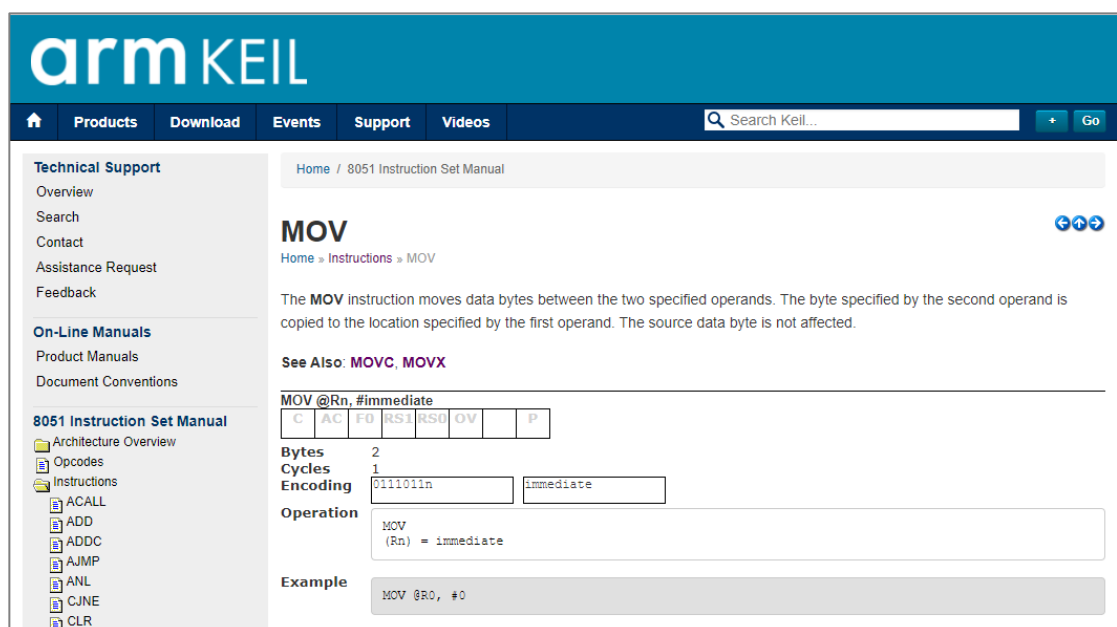 arm KEIL
Products Download Events Support Videos Search Keil... + Go
Technical Support
Overview
Search
Contact
Assistance Request
Feedback
On-Line Manuals
Product Manuals
Document Conventions
8051 Instruction Set Manual
Architecture Overview
Opcodes
Instructions
ACALL
ADD
ADDC
AJMP
ANL
CJNE
CLR
Home / 8051 Instruction Set Manual
MOV
Home » Instructions » MOV
The MOV instruction moves data bytes between the two specified operands. The byte specified by the second operand is
copied to the location specified by the first operand. The source data byte is not affected.
See Also: MOVC, MOVX
MOV @Rn, #immediate
C AC F0 RS1 RS0 OV P
Bytes 2
Cycles 1
Encoding 0111011n immediate
Operation
MOV
(Rn) = immediate
Example
MOV @R0, #0